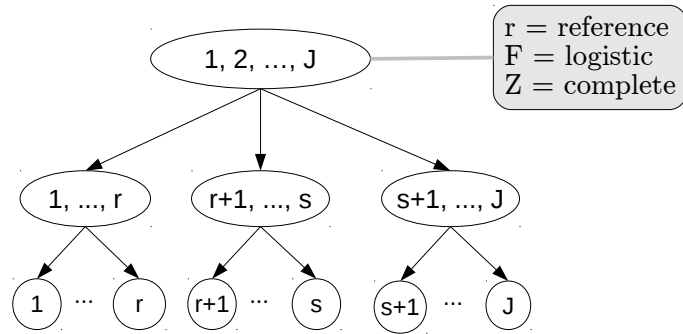 r = reference
F = logistic
Z = complete
1, 2, ..., J
1, ..., r
r+1, ..., s
s+1, ..., J
1
...
r
r+1
...
s
s+1
...
J